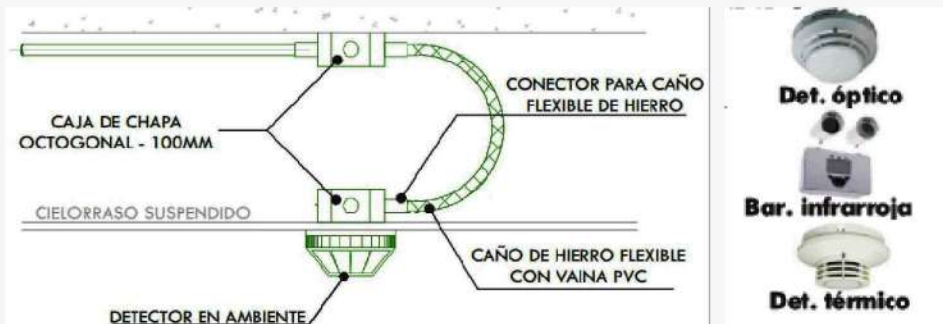 CONECTOR PARA CAÑO
FLEXIBLE DE HIERRO
CAJA DE CHAPA
OCTOGONAL - 100MM
CIELORRASO SUSPENDIDO
CAÑO DE HIERRO FLEXIBLE
CON VAINA PVC
DETECTOR EN AMBIENTE
Det. óptico
Bar. infrarroja
Det. térmico